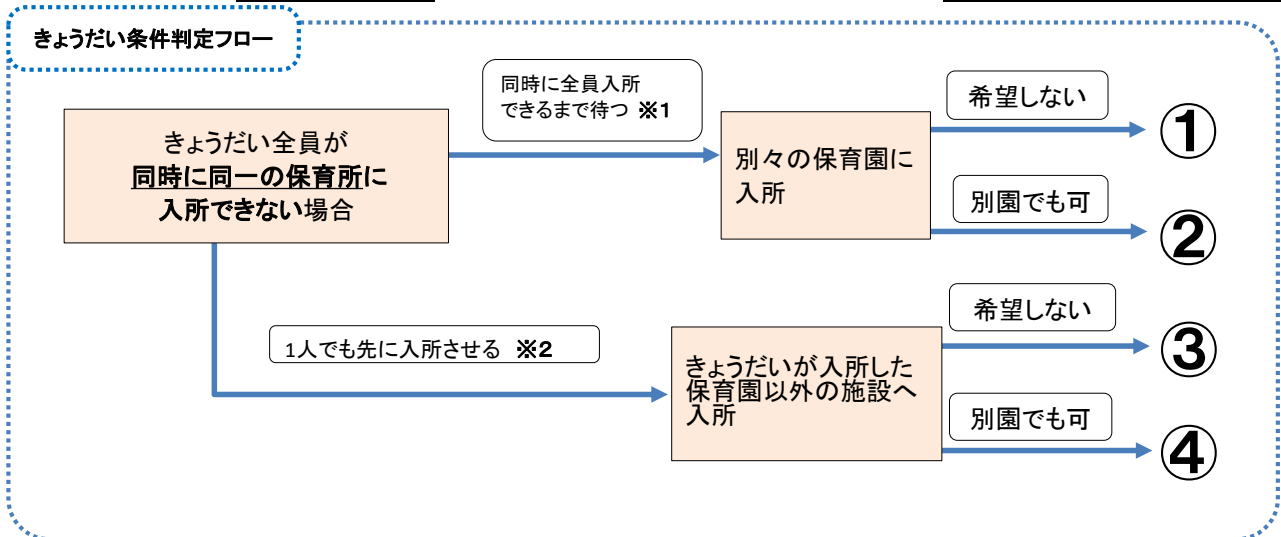 きょうだい条件判定フロー
きょうだい全員が
同時に同一の保育所に
入所できない場合
同時に全員入所
できるまで待つ ※1
別々の保育園に
入所
希望しない
①
別園でも可
②
1人でも先に入所させる ※2
きょうだいが入所した
保育園以外の施設へ
入所
希望しない
③
別園でも可
④